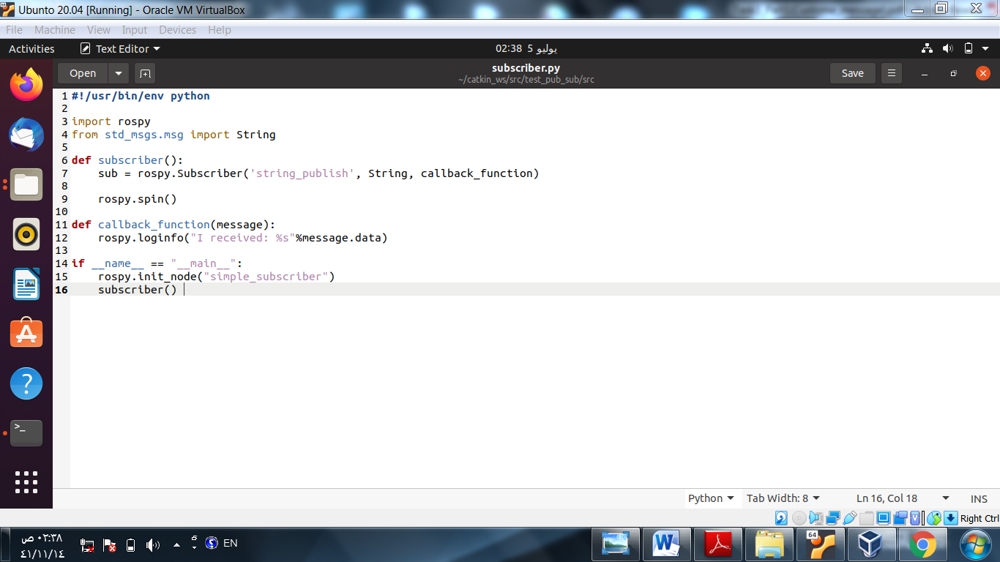 Ubunto 20.04 [Running] - Oracle VM VirtualBox
File Machine View Input Devices Help
Activities Text Editor 02:38 5 يوليو
Open subscriber.py Save
~/catkin_ws/src/test_pub_sub/src
1 #!/usr/bin/env python
2
3 import rospy
4 from std_msgs.msg import String
5
6 def subscriber():
7 sub = rospy.Subscriber('string_publish', String, callback_function)
8
9 rospy.spin()
10
11 def callback_function(message):
12 rospy.loginfo("I received: %s"%message.data)
13
14 if __name__ == "__main__":
15 rospy.init_node("simple_subscriber")
16 subscriber()
Python Tab Width: 8 Ln 16, Col 18 INS
Right Ctrl
٠٣:٣٨ ص
٤١/١١/١٤
EN
64